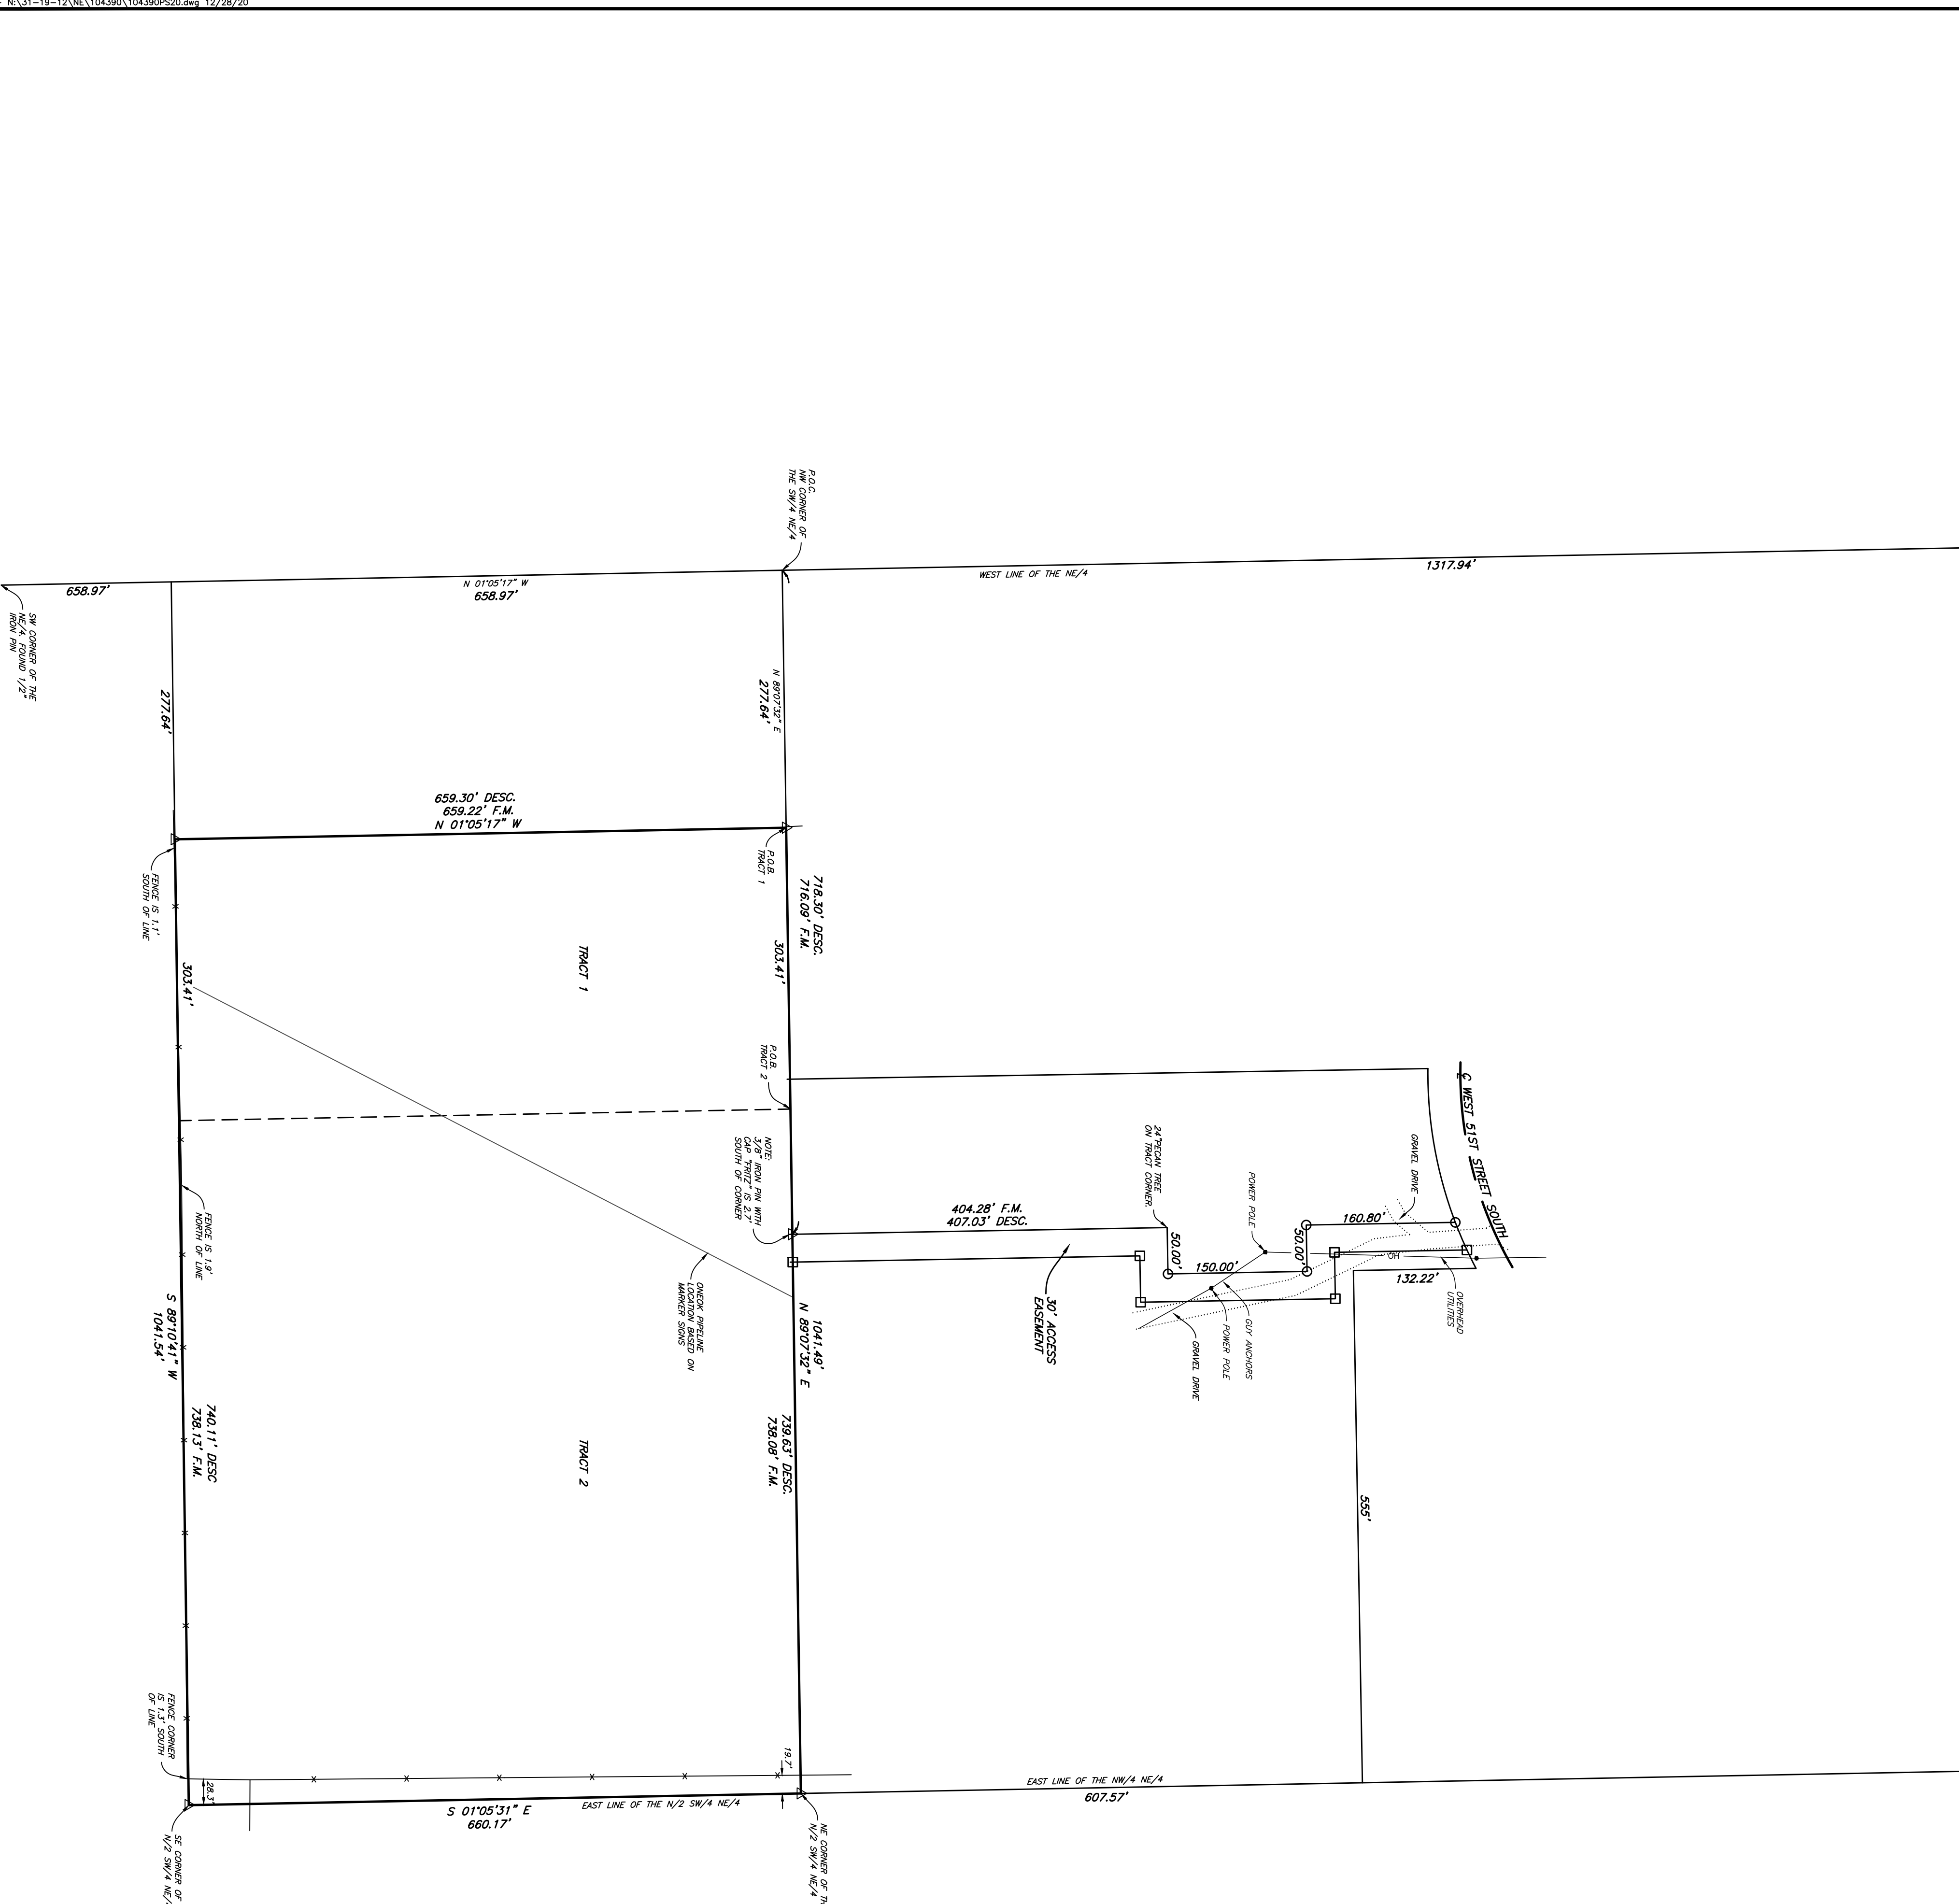 N:\31-19-12\NE\104390\104390PS20.dwg 12/28/20
P.O.C.
NW CORNER OF
THE SW/4 NE/4
WEST LINE OF THE NE/4
1317.94'
N 01°05'17" W
658.97'
658.97'
SW CORNER OF THE
NE/4. FOUND 1/2"
IRON PIN
277.64'
N 89°07'32" E
277.64'
659.30' DESC.
659.22' F.M.
N 01°05'17" W
P.O.B.
TRACT 1
718.30' DESC.
716.09' F.M.
FENCE IS 1.1'
SOUTH OF LINE
303.41'
TRACT 1
303.41'
P.O.B.
TRACT 2
NOTE:
3/8" IRON PIN WITH
CAP "FRITZ" IS 2.7'
SOUTH OF CORNER
24"PECAN TREE
ON TRACT CORNER.
POWER POLE
GRAVEL DRIVE
℄ WEST 51ST STREET SOUTH
404.28' F.M.
407.03' DESC.
50.00'
150.00'
50.00'
160.80'
OH
132.22'
OVERHEAD
UTILITIES
FENCE IS 1.9'
NORTH OF LINE
ONEOK PIPELINE
LOCATION BASED ON
MARKER SIGNS
30' ACCESS
EASEMENT
GRAVEL DRIVE
POWER POLE
GUY ANCHORS
S 89°10'41" W
1041.54'
1041.49'
N 89°07'32" E
740.11' DESC
738.13' F.M.
TRACT 2
739.63' DESC.
738.08' F.M.
555'
FENCE CORNER
IS 1.3' SOUTH
OF LINE
28.3'
19.7'
EAST LINE OF THE NW/4 NE/4
607.57'
S 01°05'31" E
660.17'
EAST LINE OF THE N/2 SW/4 NE/4
SE CORNER OF
N/2 SW/4 NE/
NE CORNER OF
N/2 SW/4 NE/4